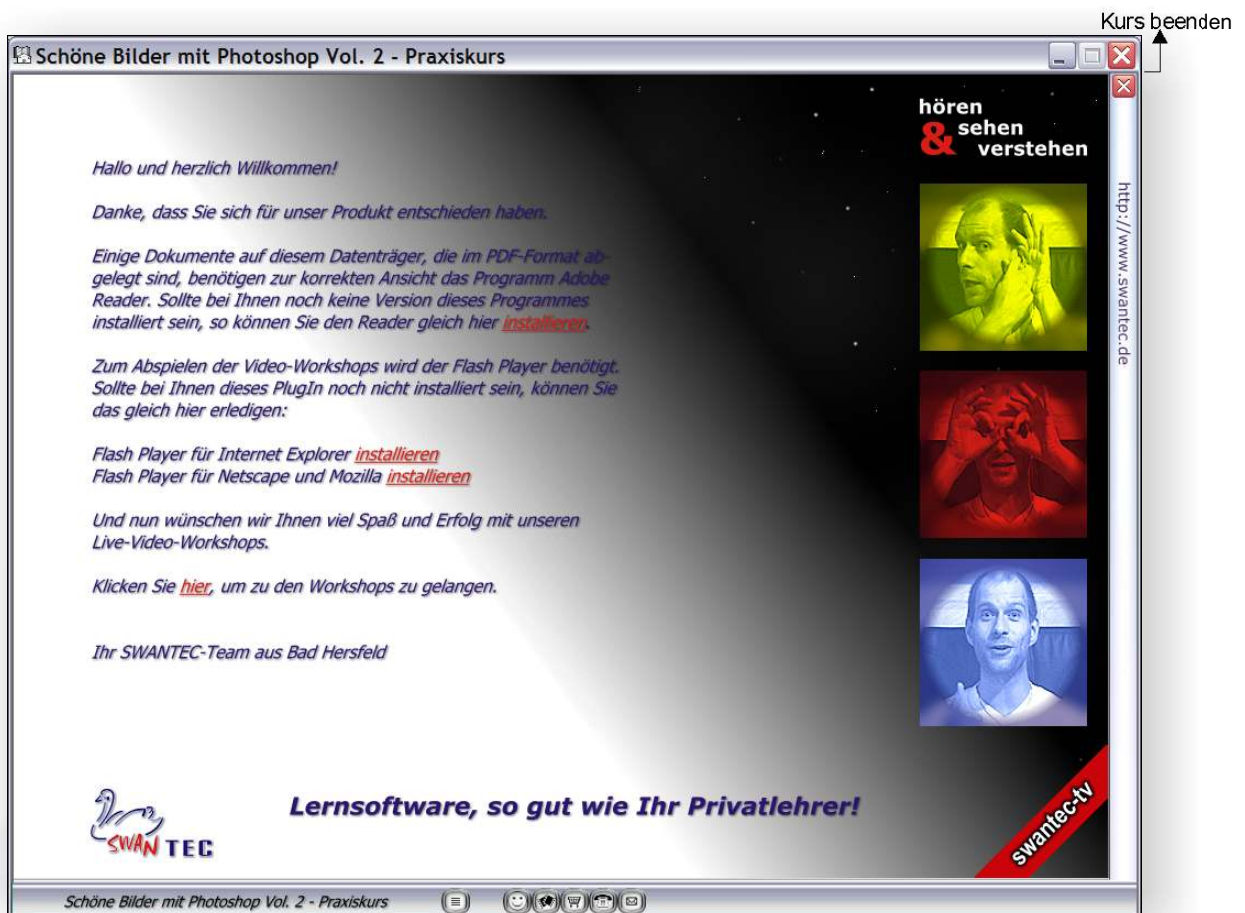 Kurs beenden
Schöne Bilder mit Photoshop Vol. 2 - Praxiskurs
hören
& sehen
verstehen
http://www.swantec.de
Hallo und herzlich Willkommen!
Danke, dass Sie sich für unser Produkt entschieden haben.
Einige Dokumente auf diesem Datenträger, die im PDF-Format ab-
gelegt sind, benötigen zur korrekten Ansicht das Programm Adobe
Reader. Sollte bei Ihnen noch keine Version dieses Programmes
installiert sein, so können Sie den Reader gleich hier installieren.
Zum Abspielen der Video-Workshops wird der Flash Player benötigt.
Sollte bei Ihnen dieses PlugIn noch nicht installiert sein, können Sie
das gleich hier erledigen:
Flash Player für Internet Explorer installieren
Flash Player für Netscape und Mozilla installieren
Und nun wünschen wir Ihnen viel Spaß und Erfolg mit unseren
Live-Video-Workshops.
Klicken Sie hier, um zu den Workshops zu gelangen.
Ihr SWANTEC-Team aus Bad Hersfeld
SWANTEC
Lernsoftware, so gut wie Ihr Privatlehrer!
swantec-tv
Schöne Bilder mit Photoshop Vol. 2 - Praxiskurs